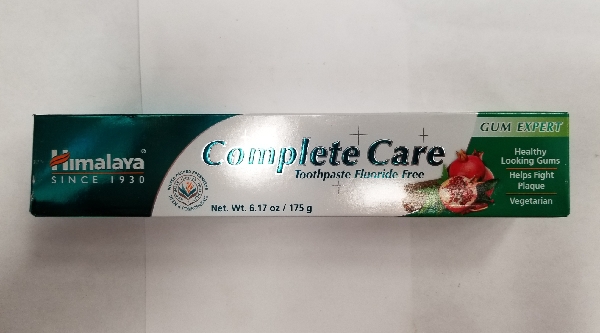 Himalaya®
SINCE 1930
Complete Care
Toothpaste Fluoride Free
Net. Wt. 6.17 oz / 175 g
GUM EXPERT
Healthy
Looking Gums
Helps Fight
Plaque
Vegetarian